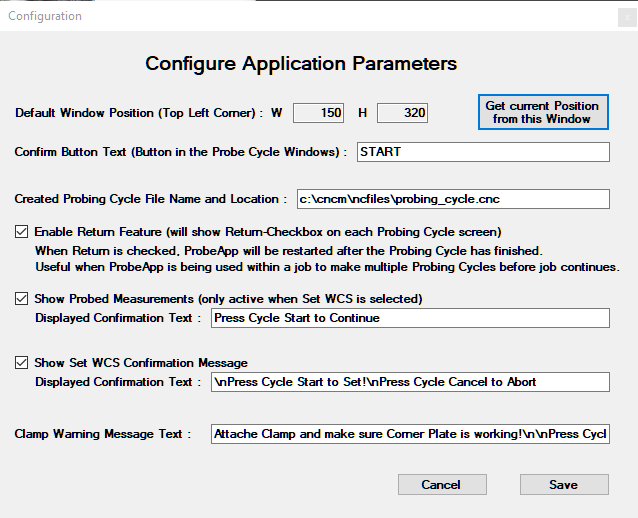 Configuration
x
Configure Application Parameters
Default Window Position (Top Left Corner) : W 150 H 320
Get current Position
from this Window
Confirm Button Text (Button in the Probe Cycle Windows) : START
Created Probing Cycle File Name and Location : c:\cncm\ncfiles\probing_cycle.cnc
Enable Return Feature (will show Return-Checkbox on each Probing Cycle screen)
When Return is checked, ProbeApp will be restarted after the Probing Cycle has finished.
Useful when ProbeApp is being used within a job to make multiple Probing Cycles before job continues.
Show Probed Measurements (only active when Set WCS is selected)
Displayed Confirmation Text : Press Cycle Start to Continue
Show Set WCS Confirmation Message
Displayed Confirmation Text : \nPress Cycle Start to Set!\nPress Cycle Cancel to Abort
Clamp Warning Message Text : Attache Clamp and make sure Corner Plate is working!\n\nPress Cycl
Cancel Save